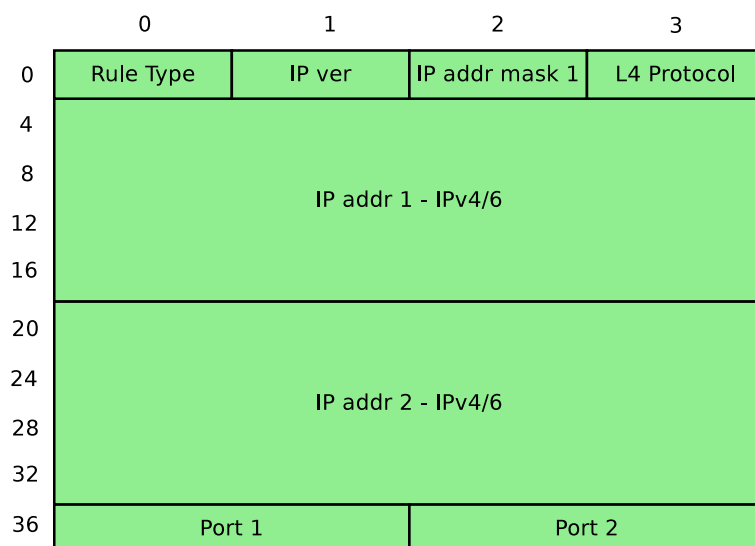 0 1 2 3
0 Rule Type IP ver IP addr mask 1 L4 Protocol
4
8
IP addr 1 - IPv4/6
12
16
20
24
IP addr 2 - IPv4/6
28
32
36 Port 1 Port 2